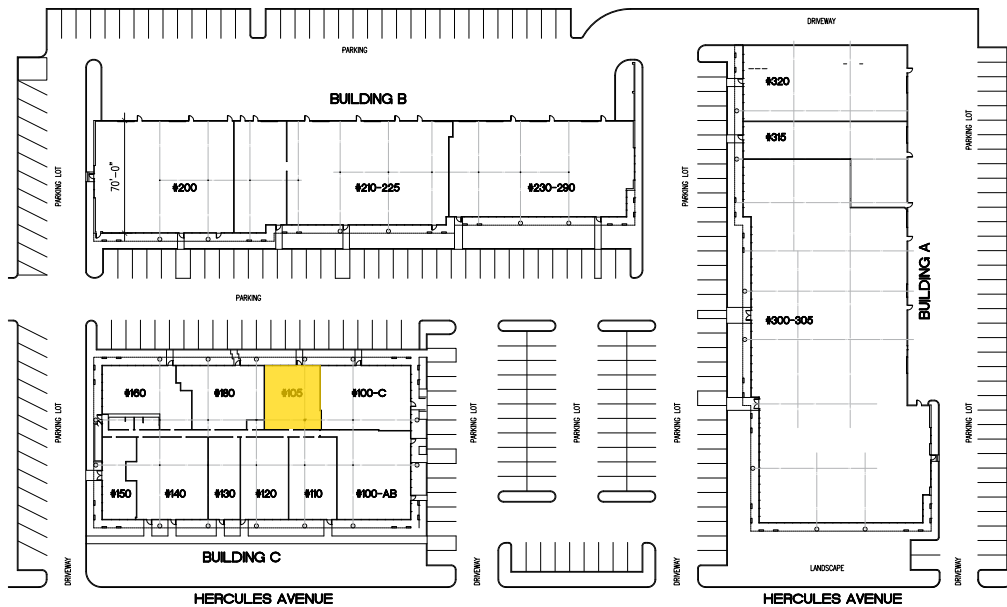 DRIVEWAY
PARKING
BUILDING B
#320
#315
PARKING LOT
PARKING LOT
PARKING LOT
70'-0"
#200
#210-225
#230-290
BUILDING A
PARKING
#300-305
#160
#180
#105
#100-C
PARKING LOT
PARKING LOT
PARKING LOT
PARKING LOT
PARKING LOT
#150
#140
#130
#120
#110
#100-AB
BUILDING C
LANDSCAPE
DRIVEWAY
DRIVEWAY
DRIVEWAY
DRIVEWAY
HERCULES AVENUE
HERCULES AVENUE